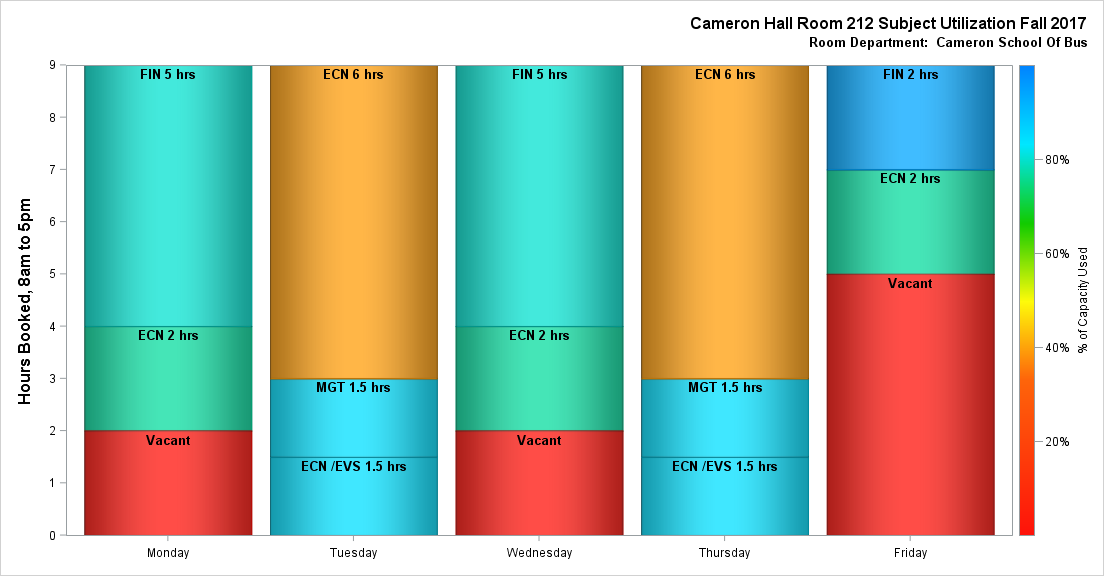 Cameron Hall Room 212 Subject Utilization Fall 2017
Room Department:  Cameron School Of Bus
Hours Booked, 8am to 5pm
9
8
7
6
5
4
3
2
1
0
FIN 5 hrs
ECN 2 hrs
Vacant
ECN 6 hrs
MGT 1.5 hrs
ECN /EVS 1.5 hrs
FIN 5 hrs
ECN 2 hrs
Vacant
ECN 6 hrs
MGT 1.5 hrs
ECN /EVS 1.5 hrs
FIN 2 hrs
ECN 2 hrs
Vacant
Monday
Tuesday
Wednesday
Thursday
Friday
80%
60%
40%
20%
% of Capacity Used